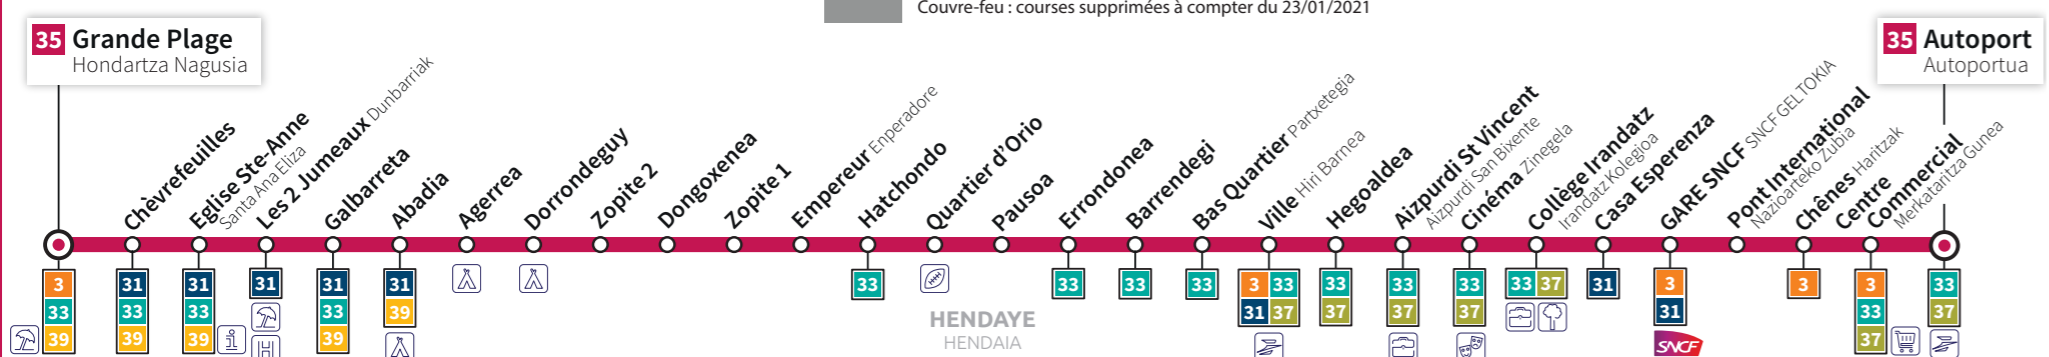 Couvre-feu : courses supprimées à compter du 23/01/2021
35 Grande Plage
Hondartza Nagusia
35 Autoport
Autoportua
Chèvrefeuilles
Eglise Ste-Anne
Santa Ana Eliza
Les 2 Jumeaux Dunbarriak
Galbarreta
Abadia
Agerrea
Dorrondeguy
Zopite 2
Dongoxenea
Zopite 1
Empereur Enperadore
Hatchondo
Quartier d'Orio
Pausoa
Errondonea
Barrendegi
Bas Quartier Partxetegia
Ville Hiri Barnea
Hegoaldea
Aizpurdi St Vincent
Aizpurdi San Bixente
Cinéma Zinegela
Collège Irandatz
Irandatz Kolegioa
Casa Esperenza
GARE SNCF SNCF GELTOKIA
Pont International
Nazioarteko Zubia
Chênes Haritzak
Centre
Commercial
Merkataritza Gunea
3
33
39
31
33
39
31
33
39
i
31
H
31
33
39
31
39
33
33
33
33
3 33
31 37
33
37
33
37
33
37
33 37
31
3
31
SNCF
3
3
33
37
33
37
HENDAYE
HENDAIA